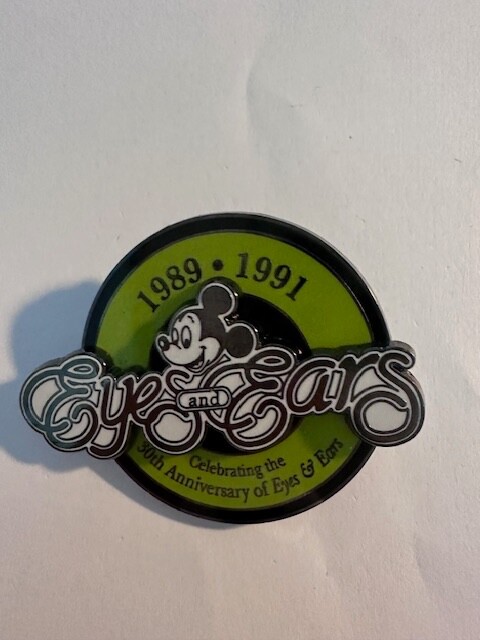 1989 • 1991
Eyes and Ears
Celebrating the
30th Anniversary of Eyes & Ears